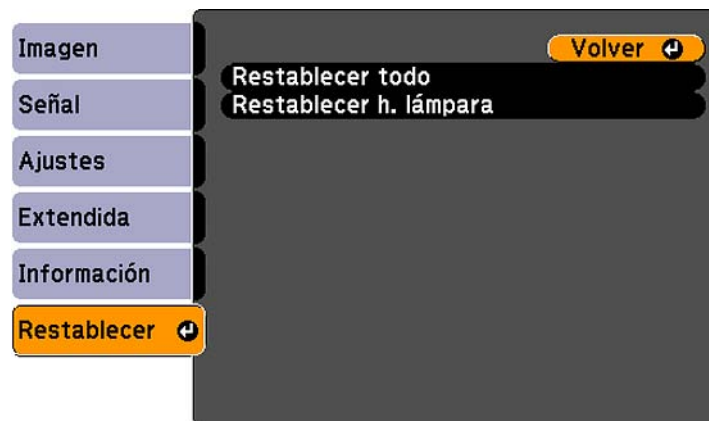 Imagen
Señal
Ajustes
Extendida
Información
Restablecer
Volver
Restablecer todo
Restablecer h. lámpara